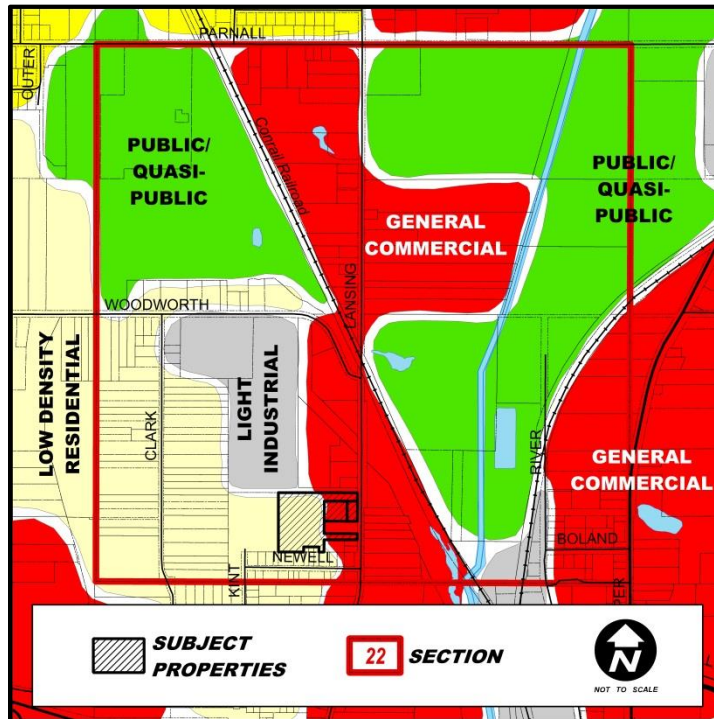 PARNALL
OUTER
PUBLIC/
QUASI-
PUBLIC
Conrail Railroad
PUBLIC/
QUASI-
PUBLIC
GENERAL
COMMERCIAL
LANSING
WOODWORTH
LOW DENSITY
RESIDENTIAL
CLARK
LIGHT
INDUSTRIAL
RIVER
GENERAL
COMMERCIAL
BOLAND
NEWELL
KINT
PER
SUBJECT
PROPERTIES
22 SECTION
N
NOT TO SCALE